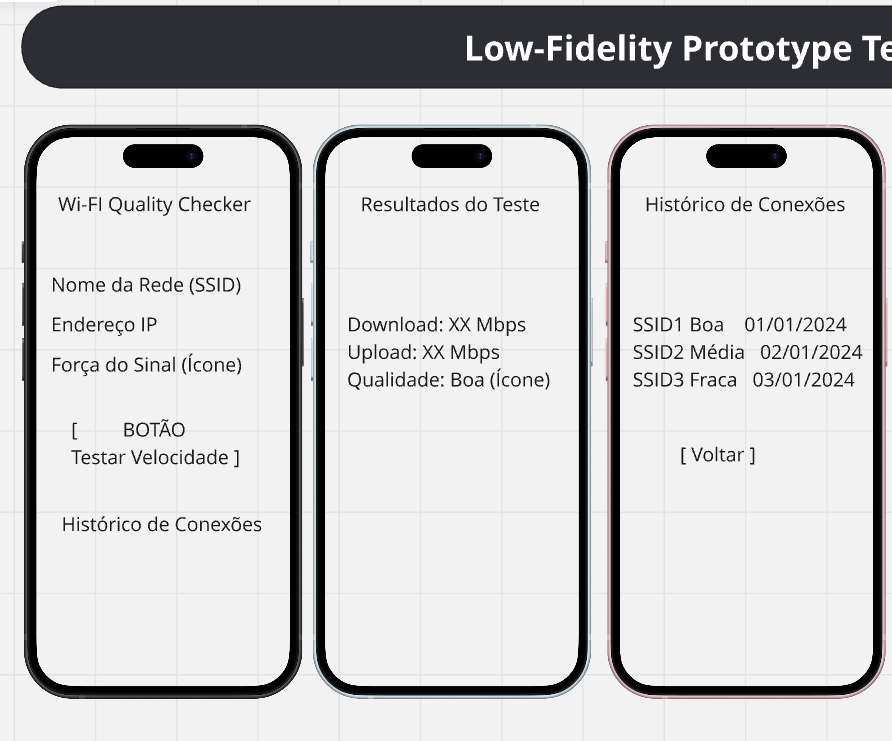 Low-Fidelity Prototype Te
Wi-FI Quality Checker
Nome da Rede (SSID)
Endereço IP
Força do Sinal (Ícone)
[ BOTÃO
Testar Velocidade ]
Histórico de Conexões
Resultados do Teste
Download: XX Mbps
Upload: XX Mbps
Qualidade: Boa (Ícone)
Histórico de Conexões
SSID1 Boa 01/01/2024
SSID2 Média 02/01/2024
SSID3 Fraca 03/01/2024
[ Voltar ]